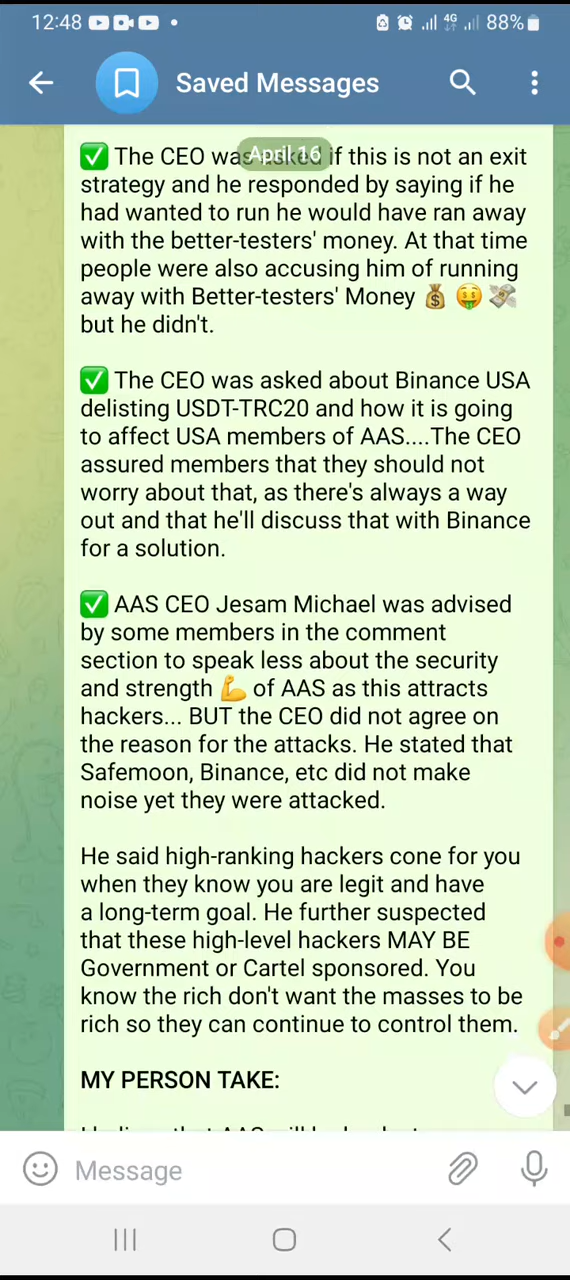 12:48
4G
88%
Saved Messages
April 16
✅ The CEO was asked if this is not an exit
strategy and he responded by saying if he
had wanted to run he would have ran away
with the better-testers' money. At that time
people were also accusing him of running
away with Better-testers' Money 💰 🤑 💸
but he didn't.
✅ The CEO was asked about Binance USA
delisting USDT-TRC20 and how it is going
to affect USA members of AAS....The CEO
assured members that they should not
worry about that, as there's always a way
out and that he'll discuss that with Binance
for a solution.
✅ AAS CEO Jesam Michael was advised
by some members in the comment
section to speak less about the security
and strength 💪 of AAS as this attracts
hackers... BUT the CEO did not agree on
the reason for the attacks. He stated that
Safemoon, Binance, etc did not make
noise yet they were attacked.
He said high-ranking hackers cone for you
when they know you are legit and have
a long-term goal. He further suspected
that these high-level hackers MAY BE
Government or Cartel sponsored. You
know the rich don't want the masses to be
rich so they can continue to control them.
MY PERSON TAKE:
Message